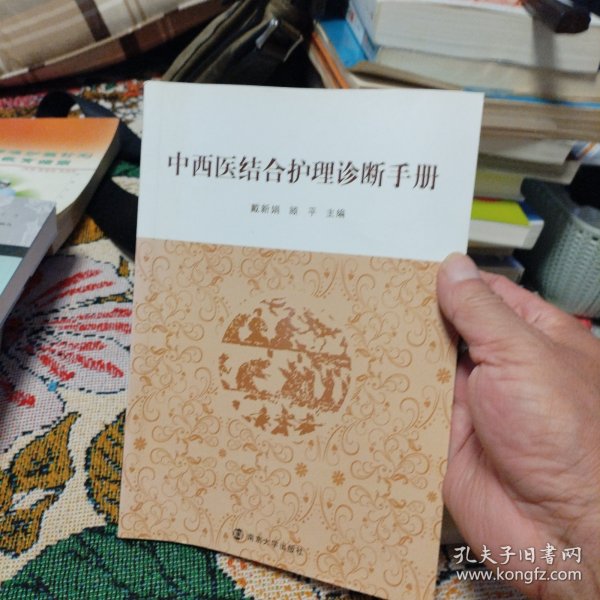 中西医结合护理诊断手册
戴新娟 顾 平 主编
南京大学出版社
孔夫子旧书网
www.kongfz.com